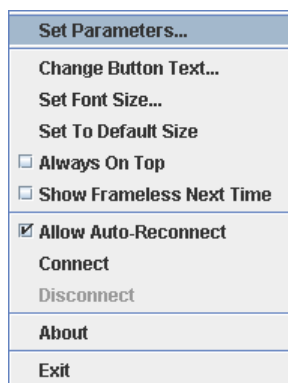 Set Parameters...
Change Button Text...
Set Font Size...
Set To Default Size
Always On Top
Show Frameless Next Time
Allow Auto-Reconnect
Connect
Disconnect
About
Exit